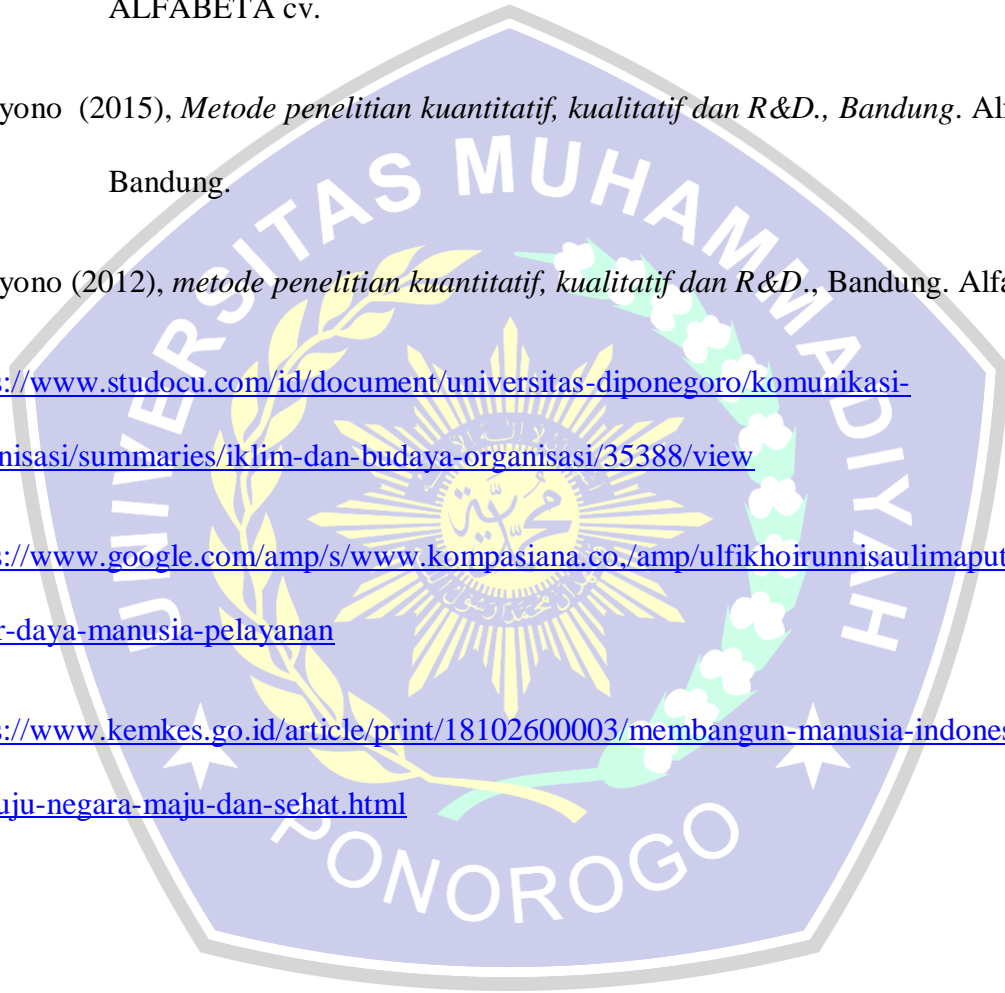 ALFABETA cv.
yono (2015), Metode penelitian kuantitatif, kualitatif dan R&D., Bandung. Al
Bandung.
yono (2012), metode penelitian kuantitatif, kualitatif dan R&D., Bandung. Alfa
s://www.studocu.com/id/document/universitas-diponegoro/komunikasi-
nisasi/summaries/iklim-dan-budaya-organisasi/35388/view
s://www.google.com/amp/s/www.kompasiana.co,/amp/ulfikhoirunnisaulimaput
r-daya-manusia-pelayanan
s://www.kemkes.go.id/article/print/18102600003/membangun-manusia-indones
uju-negara-maju-dan-sehat.html
UNIVERSITAS MUHAMMADIYAH
PONOROGO